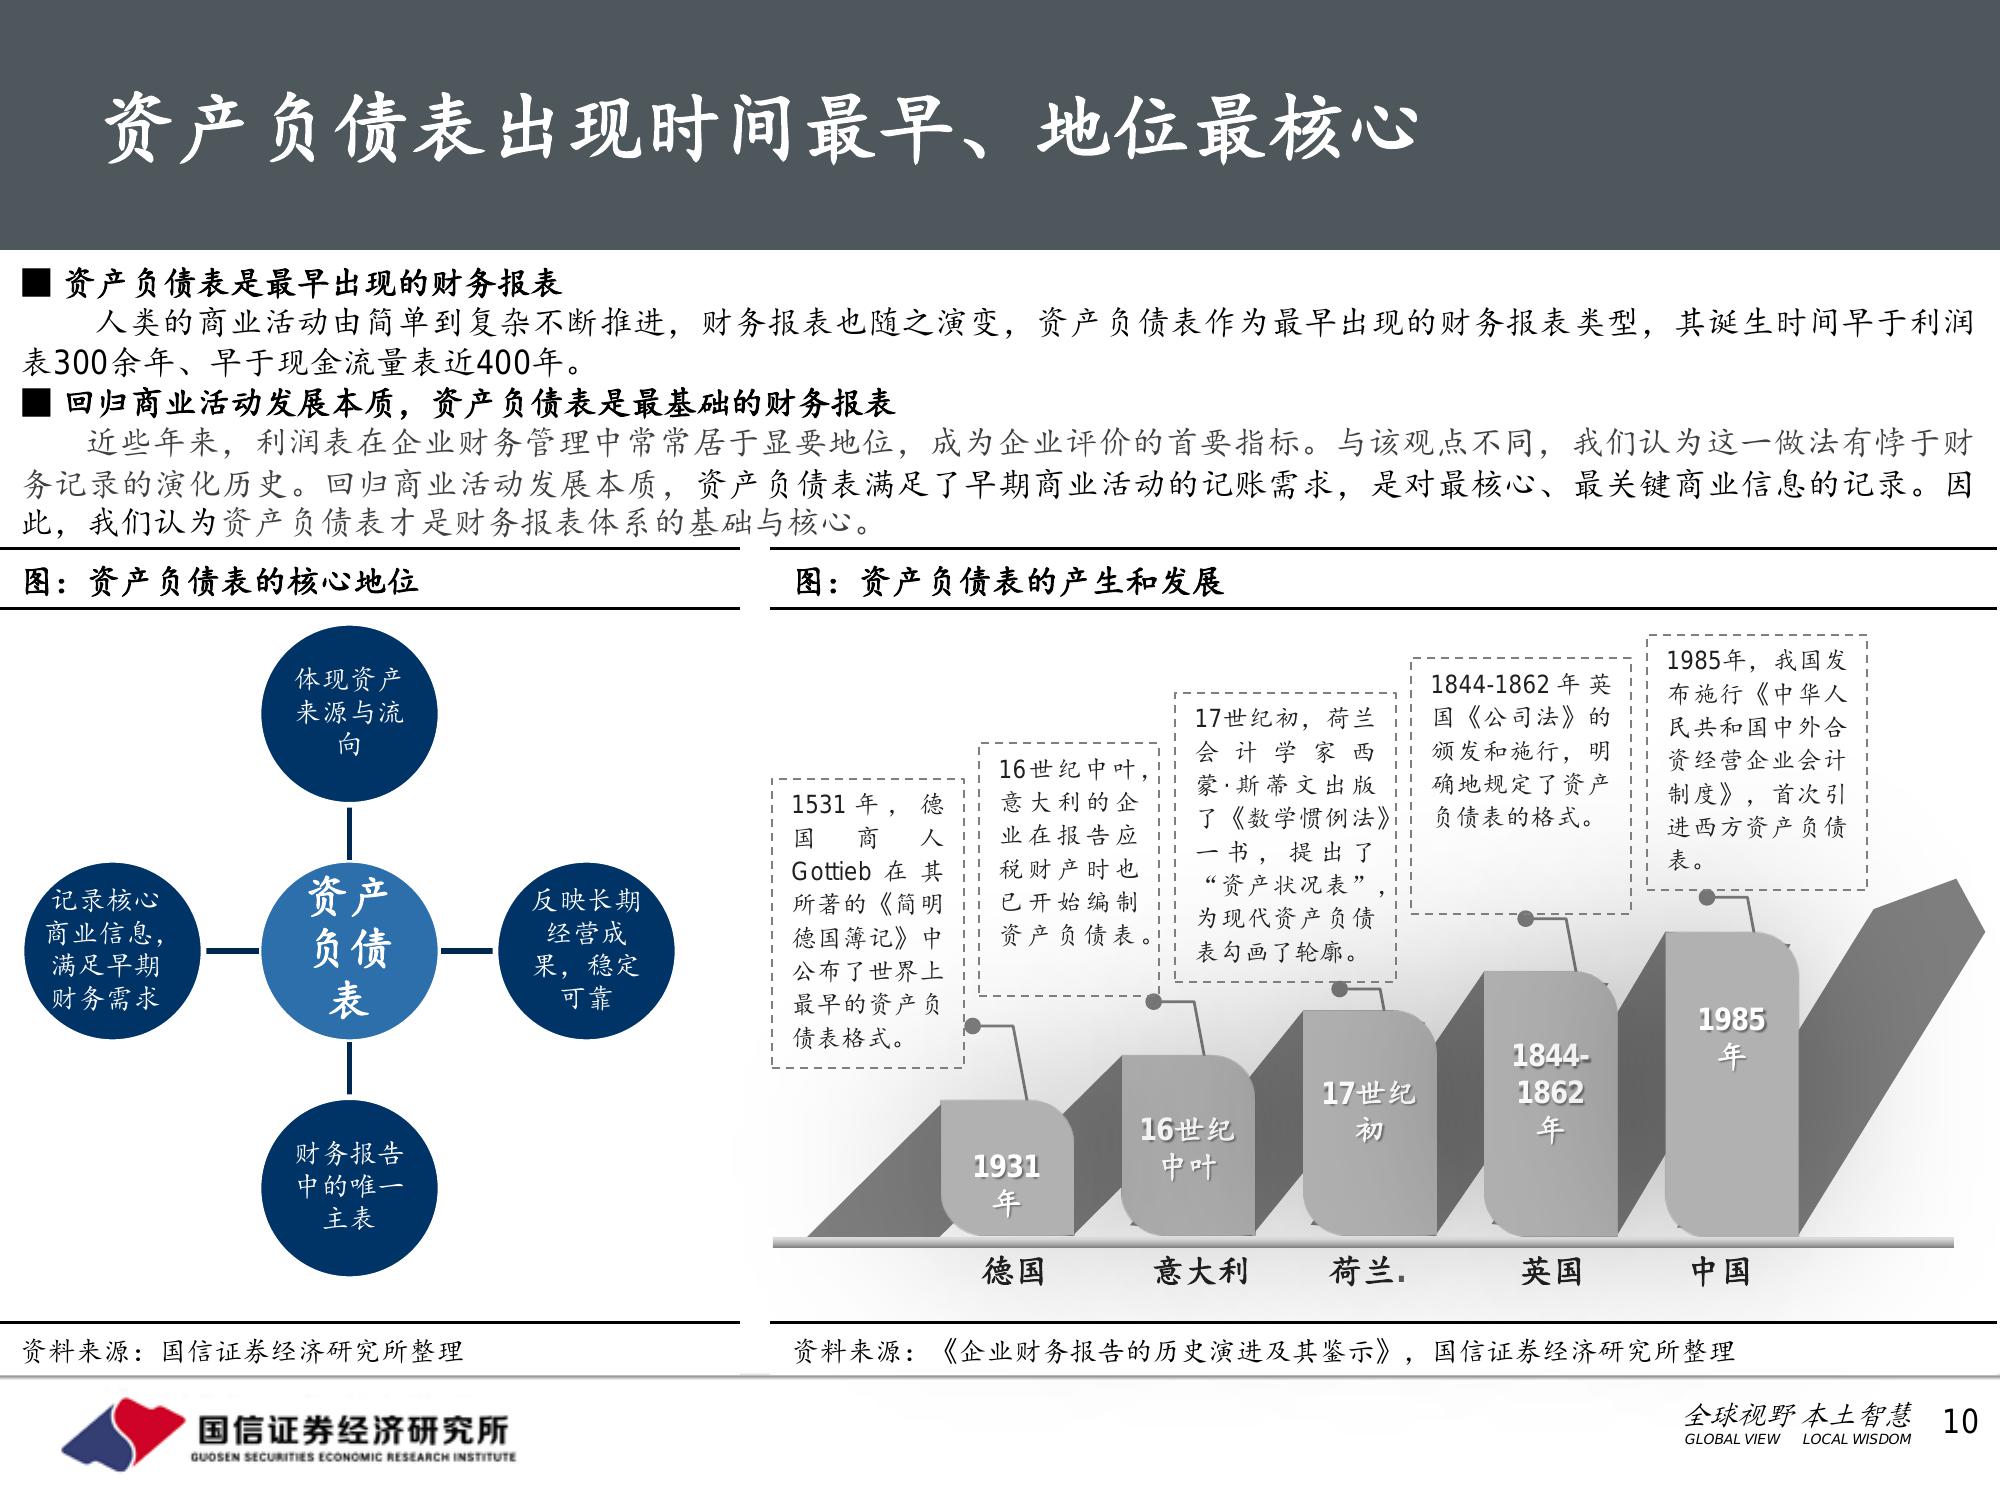 资产负债表出现时间最早、地位最核心
■ 资产负债表是最早出现的财务报表
人类的商业活动由简单到复杂不断推进，财务报表也随之演变，资产负债表作为最早出现的财务报表类型，其诞生时间早于利润
表300余年、早于现金流量表近400年。
■ 回归商业活动发展本质，资产负债表是最基础的财务报表
近些年来，利润表在企业财务管理中常常居于显要地位，成为企业评价的首要指标。与该观点不同，我们认为这一做法有悖于财
务记录的演化历史。回归商业活动发展本质，资产负债表满足了早期商业活动的记账需求，是对最核心、最关键商业信息的记录。因
此，我们认为资产负债表才是财务报表体系的基础与核心。
图：资产负债表的核心地位
体现资产
来源与流
向
记录核心
商业信息，
满足早期
财务需求
资产
负债
表
反映长期
经营成
果，稳定
可靠
财务报告
中的唯一
主表
资料来源：国信证券经济研究所整理
图：资产负债表的产生和发展
1531年，德
国商人
Gottieb在其
所著的《简明
德国簿记》中
公布了世界上
最早的资产负
债表格式。
16世纪中叶，
意大利的企
业在报告应
税财产时也
已开始编制
资产负债表。
17世纪初，荷兰
会计学家西
蒙·斯蒂文出版
了《数学惯例法》
一书，提出了
“资产状况表”，
为现代资产负债
表勾画了轮廓。
1844-1862年英
国《公司法》的
颁发和施行，明
确地规定了资产
负债表的格式。
1985年，我国发
布施行《中华人
民共和国中外合
资经营企业会计
制度》，首次引
进西方资产负债
表。
1931
年
16世纪
中叶
17世纪
初
1844-
1862
年
1985
年
德国
意大利
荷兰.
英国
中国
资料来源：《企业财务报告的历史演进及其鉴示》，国信证券经济研究所整理
国信证券经济研究所
GUOSEN SECURITIES ECONOMIC RESEARCH INSTITUTE
全球视野 本土智慧
GLOBAL VIEW LOCAL WISDOM
10